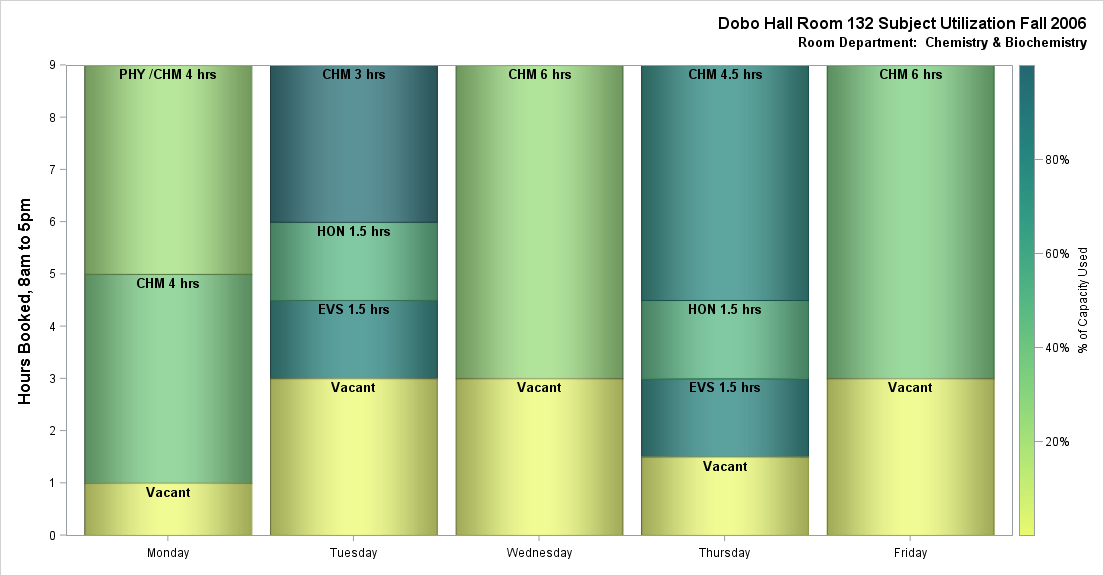 Dobo Hall Room 132 Subject Utilization Fall 2006
Room Department:  Chemistry & Biochemistry
Hours Booked, 8am to 5pm
9
8
7
6
5
4
3
2
1
0
PHY /CHM 4 hrs
CHM 4 hrs
Vacant
CHM 3 hrs
HON 1.5 hrs
EVS 1.5 hrs
Vacant
CHM 6 hrs
Vacant
CHM 4.5 hrs
HON 1.5 hrs
EVS 1.5 hrs
Vacant
CHM 6 hrs
Vacant
Monday
Tuesday
Wednesday
Thursday
Friday
80%
60%
40%
20%
% of Capacity Used